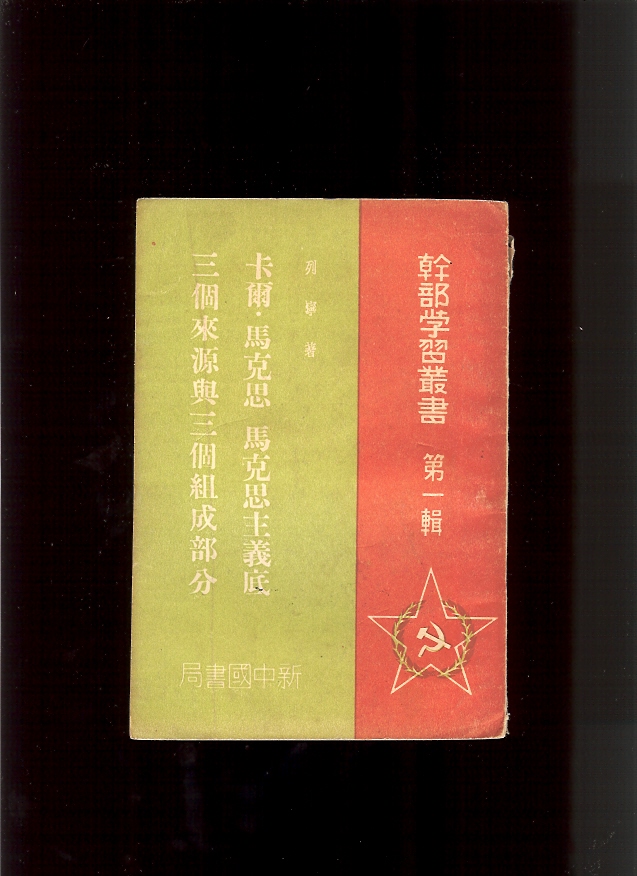 幹部学習叢書 第一輯
列寧著
卡爾·馬克思 馬克思主義底
三個來源與三個組成部分
新中國書局